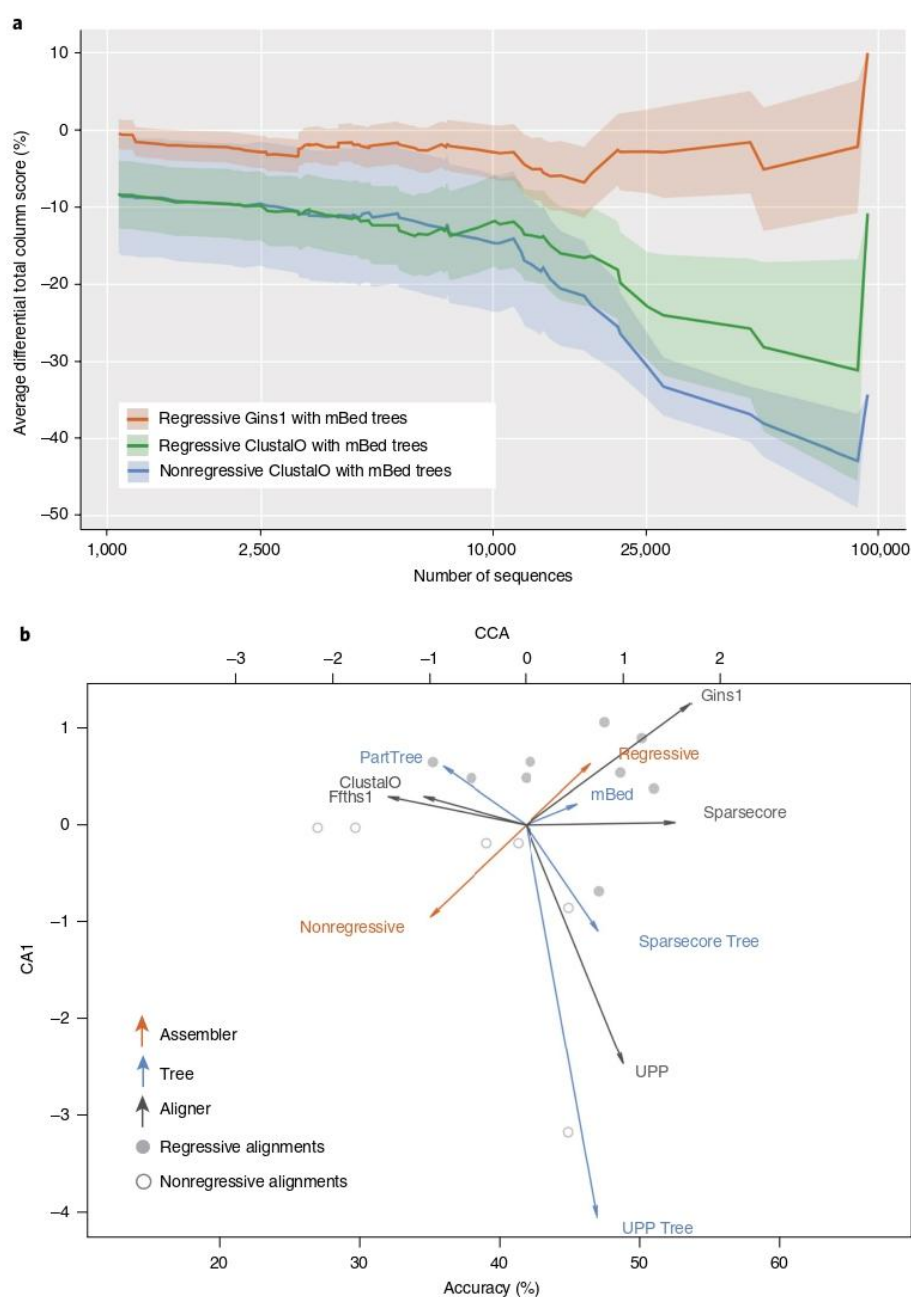 a
10
0
–10
–20
–30
–40
–50
Average differential total column score (%)
Regressive Gins1 with mBed trees
Regressive ClustalO with mBed trees
Nonregressive ClustalO with mBed trees
1,000
2,500
10,000
25,000
100,000
Number of sequences
b
CCA
–3
–2
–1
0
1
2
1
0
–1
–2
–3
–4
CA1
Gins1
Regressive
PartTree
ClustalO
Ffths1
mBed
Sparsecore
Nonregressive
Sparsecore Tree
UPP
UPP Tree
Assembler
Tree
Aligner
Regressive alignments
Nonregressive alignments
20
30
40
50
60
Accuracy (%)